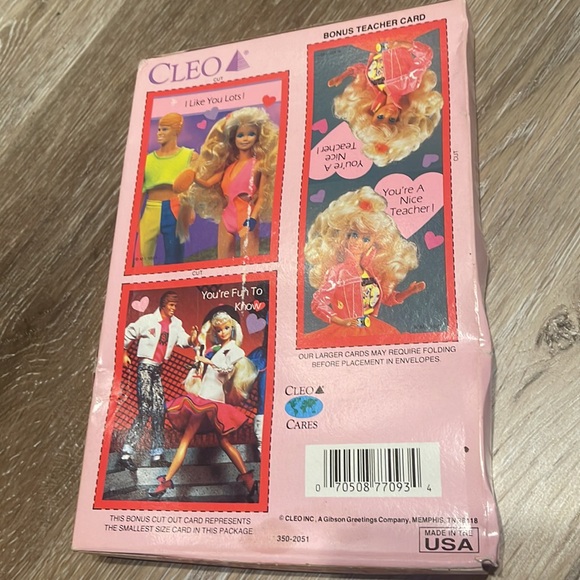 CLEO
BONUS TEACHER CARD
CUT
I Like You Lots!
You're A
Nice
Teacher!
CUT
You're A
Nice
Teacher!
CUT
You're Fun To
Know
OUR LARGER CARDS MAY REQUIRE FOLDING
BEFORE PLACEMENT IN ENVELOPES.
CLEO
CARES
0 70508 77093 4
THIS BONUS CUT OUT CARD REPRESENTS
THE SMALLEST SIZE CARD IN THIS PACKAGE.
© CLEO INC., A Gibson Greetings Company, MEMPHIS, TN 38118
350-2051
MADE IN THE
USA